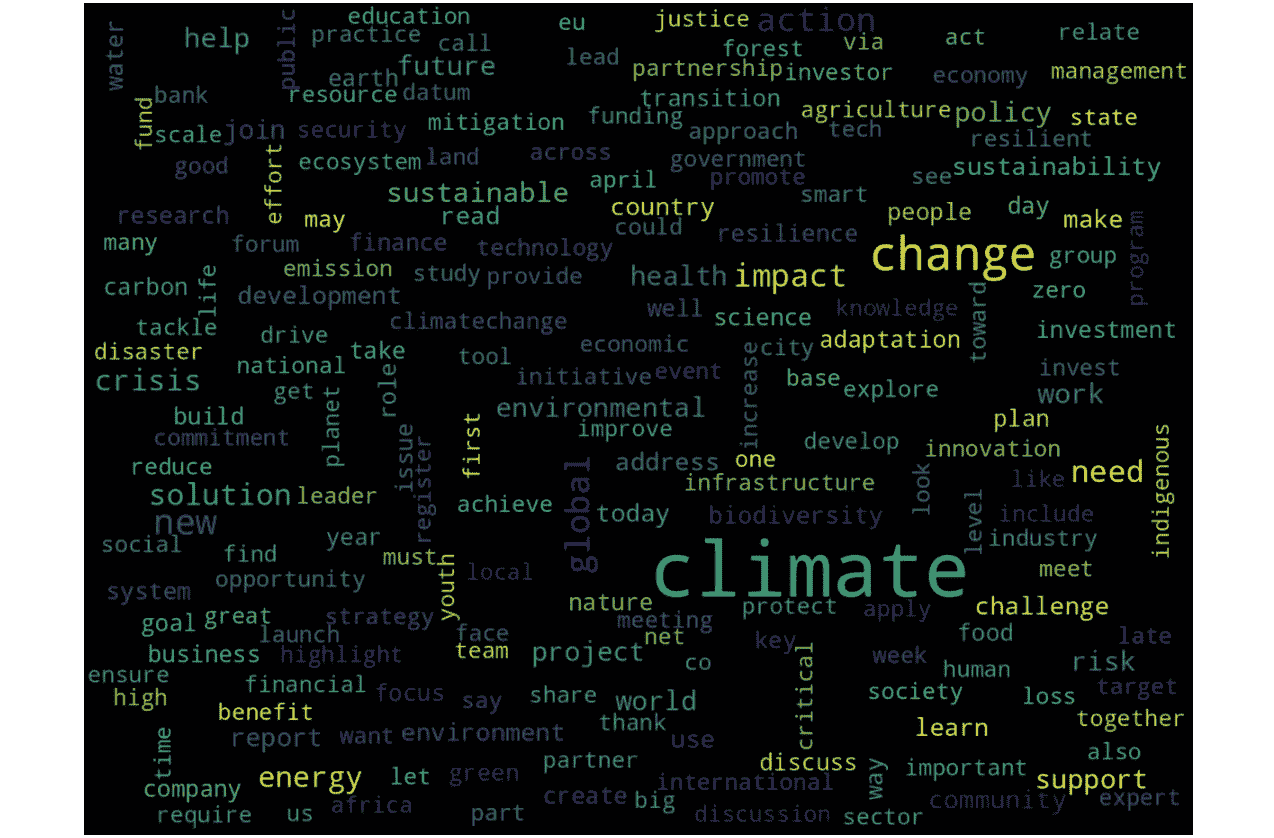 education
eu
justice
action
water
help
public
practice
call
lead
forest
via
act
relate
earth
future
partnership
investor
economy
management
fund
bank
resource
datum
transition
funding
agriculture
policy
state
scale
join
security
mitigation
approach
tech
resilient
good
effort
ecosystem
land
across
government
promote
see
sustainability
sustainable
april
smart
research
may
read
country
could
people
day
make
many
forum
finance
technology
resilience
change
group
program
carbon
life
emission
study
provide
health
impact
zero
development
well
knowledge
toward
tackle
drive
climatechange
science
investment
disaster
national
take
tool
economic
increase
city
adaptation
crisis
get
planet
role
initiative
event
base
explore
invest
work
build
environmental
plan
commitment
issue
register
first
improve
develop
innovation
indigenous
reduce
address
one
look
like
need
solution
leader
achieve
global
infrastructure
level
new
today
biodiversity
include
social
find
year
must
industry
system
opportunity
youth
local
climate
meet
goal
great
strategy
nature
meeting
protect
apply
challenge
launch
face
net
key
food
late
business
highlight
team
project
co
critical
week
human
risk
ensure
high
financial
focus
say
share
world
society
loss
target
benefit
thank
learn
together
time
report
want
environment
use
partner
discuss
way
important
also
company
energy
let
green
international
support
require
us
africa
part
create
big
discussion
sector
community
expert